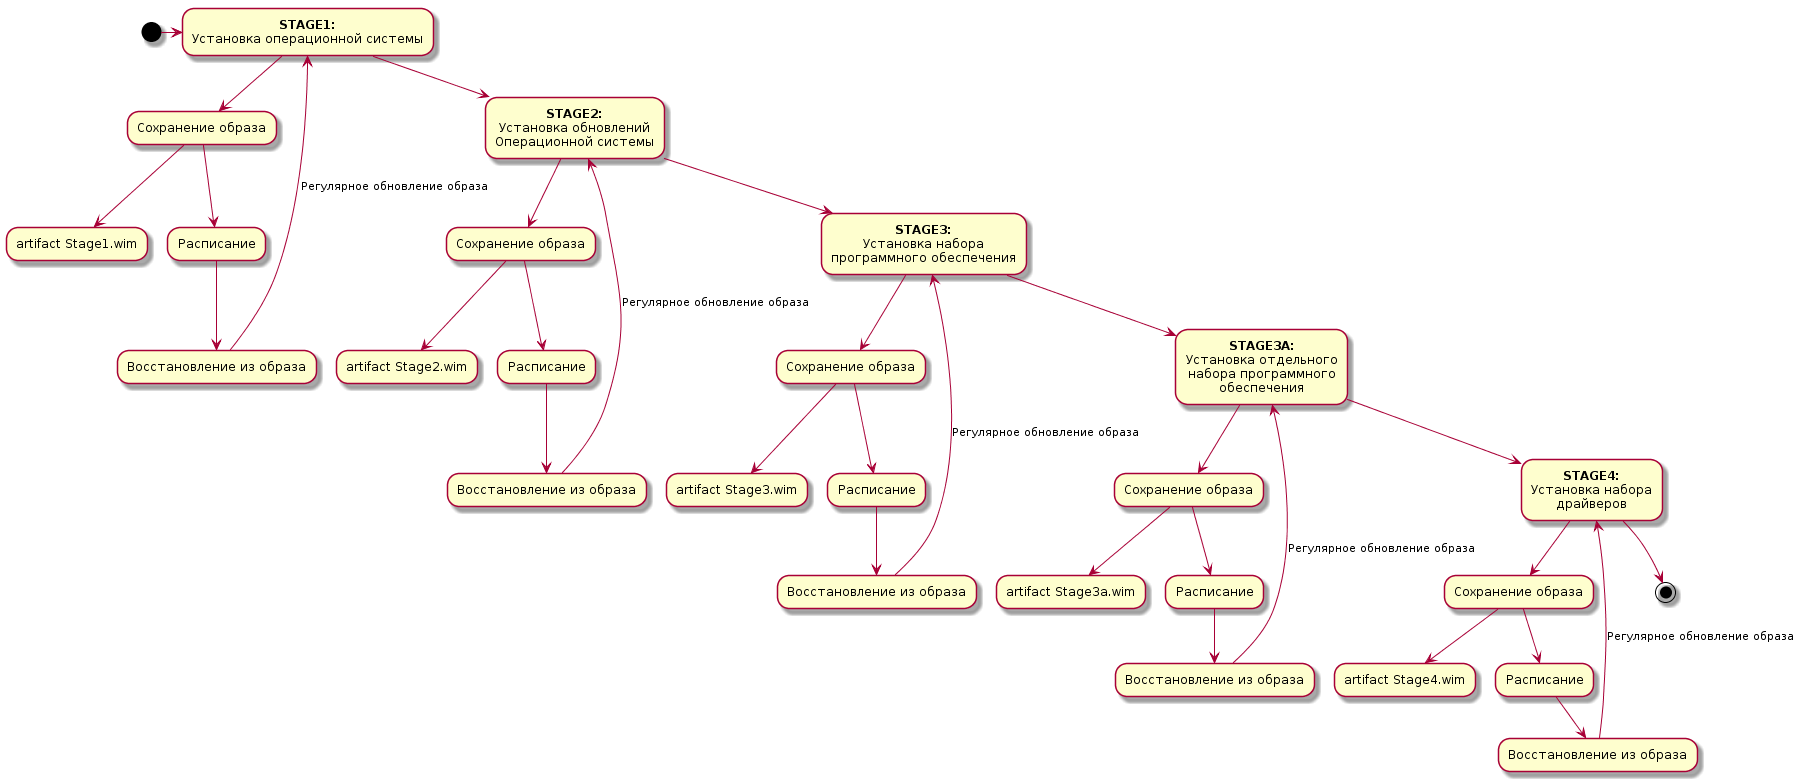 STAGE1:
Установка операционной системы
Сохранение образа
artifact Stage1.wim
Расписание
Восстановление из образа
Регулярное обновление образа
STAGE2:
Установка обновлений
Операционной системы
Сохранение образа
artifact Stage2.wim
Расписание
Восстановление из образа
Регулярное обновление образа
STAGE3:
Установка набора
программного обеспечения
Сохранение образа
artifact Stage3.wim
Расписание
Восстановление из образа
Регулярное обновление образа
STAGE3A:
Установка отдельного
набора программного
обеспечения
Сохранение образа
artifact Stage3a.wim
Расписание
Восстановление из образа
Регулярное обновление образа
STAGE4:
Установка набора
драйверов
Сохранение образа
artifact Stage4.wim
Расписание
Восстановление из образа
Регулярное обновление образа